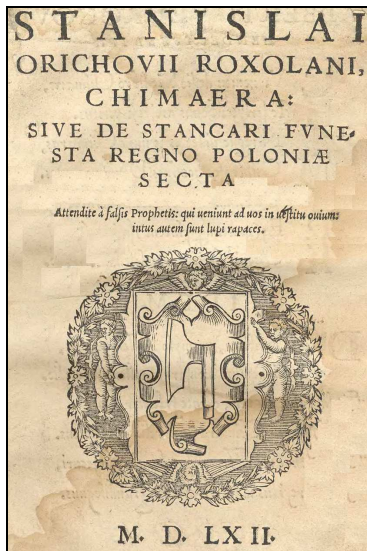 STANISLAI
ORICHOVII ROXOLANI,
CHIMAERA:
SIVE DE STANCARI FVNE-
STA REGNO POLONIÆ
SECTA
Attendite à falsis Prophetis: qui ueniunt ad uos in uestitu ouium:
intus autem sunt lupi rapaces.
M. D. LXII.